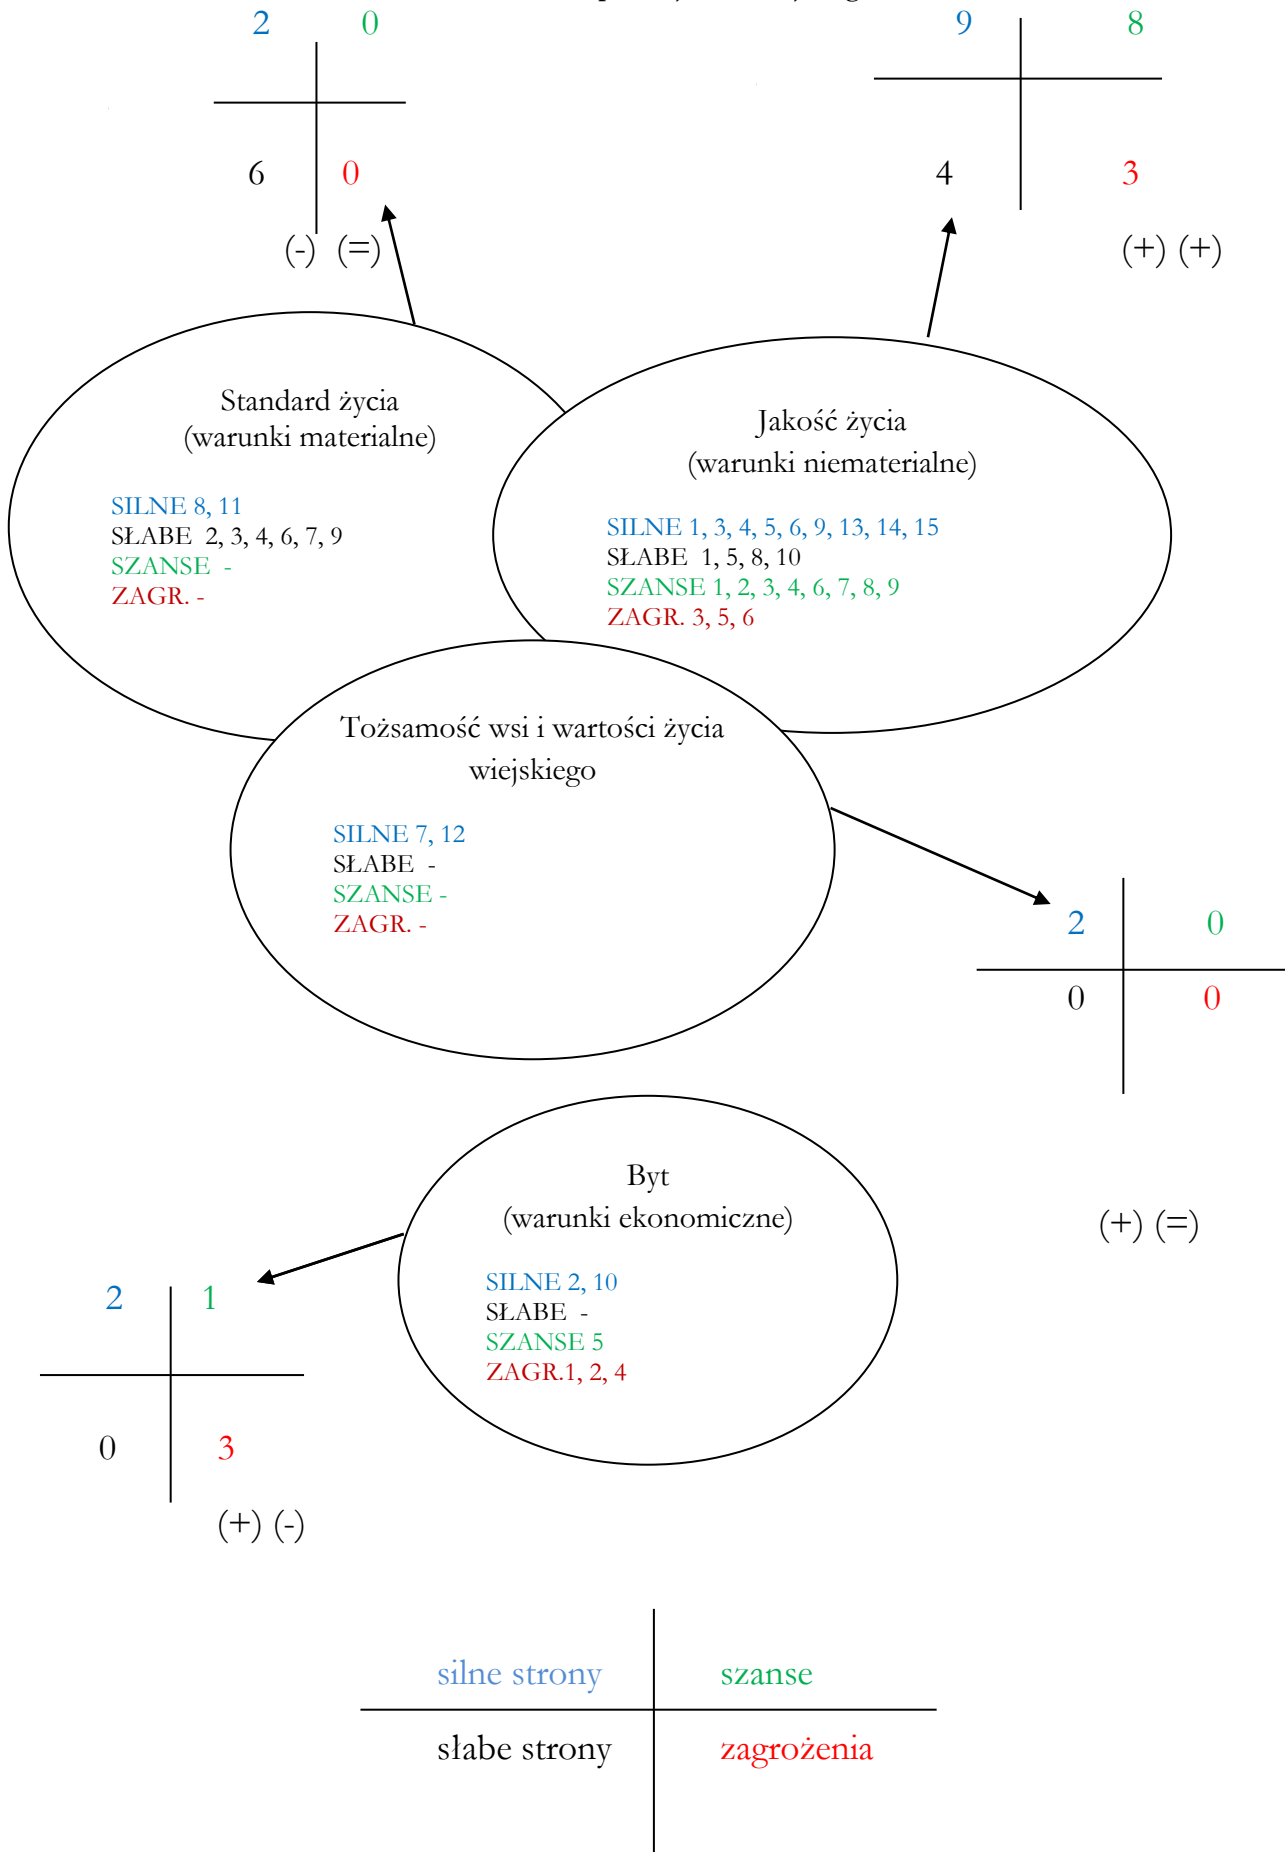 2 0
9 8
6 0
4 3
(-) (=)
(+) (+)
Standard życia
(warunki materialne)
SILNE 8, 11
SŁABE 2, 3, 4, 6, 7, 9
SZANSE -
ZAGR. -
Jakość życia
(warunki niematerialne)
SILNE 1, 3, 4, 5, 6, 9, 13, 14, 15
SŁABE 1, 5, 8, 10
SZANSE 1, 2, 3, 4, 6, 7, 8, 9
ZAGR. 3, 5, 6
Tożsamość wsi i wartości życia
wiejskiego
SILNE 7, 12
SŁABE -
SZANSE -
ZAGR. -
2 0
0 0
(+) (=)
Byt
(warunki ekonomiczne)
SILNE 2, 10
SŁABE -
SZANSE 5
ZAGR.1, 2, 4
2 1
0 3
(+) (-)
silne strony szanse
słabe strony zagrożenia